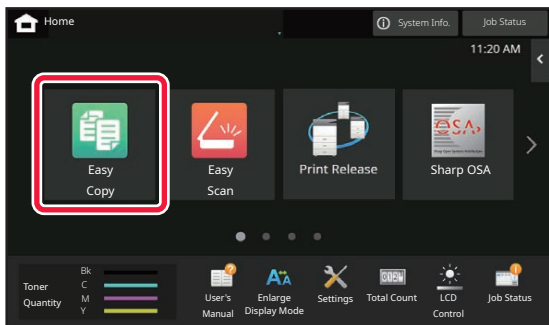 Home
System Info.
Job Status
11:20 AM
Easy
Copy
Easy
Scan
Print Release
Sharp OSA
Toner
Quantity
Bk
C
M
Y
User's
Manual
Enlarge
Display Mode
Settings
Total Count
LCD
Control
Job Status